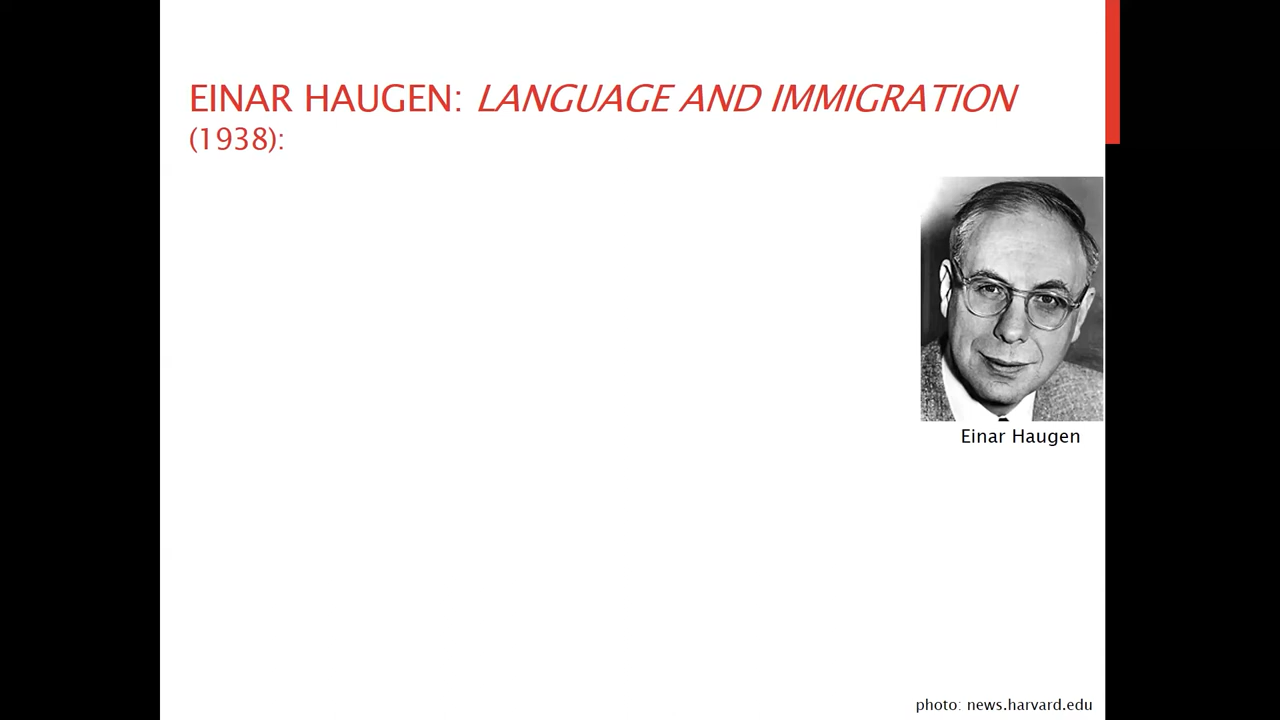 EINAR HAUGEN: LANGUAGE AND IMMIGRATION
(1938):
Einar Haugen
photo: news.harvard.edu